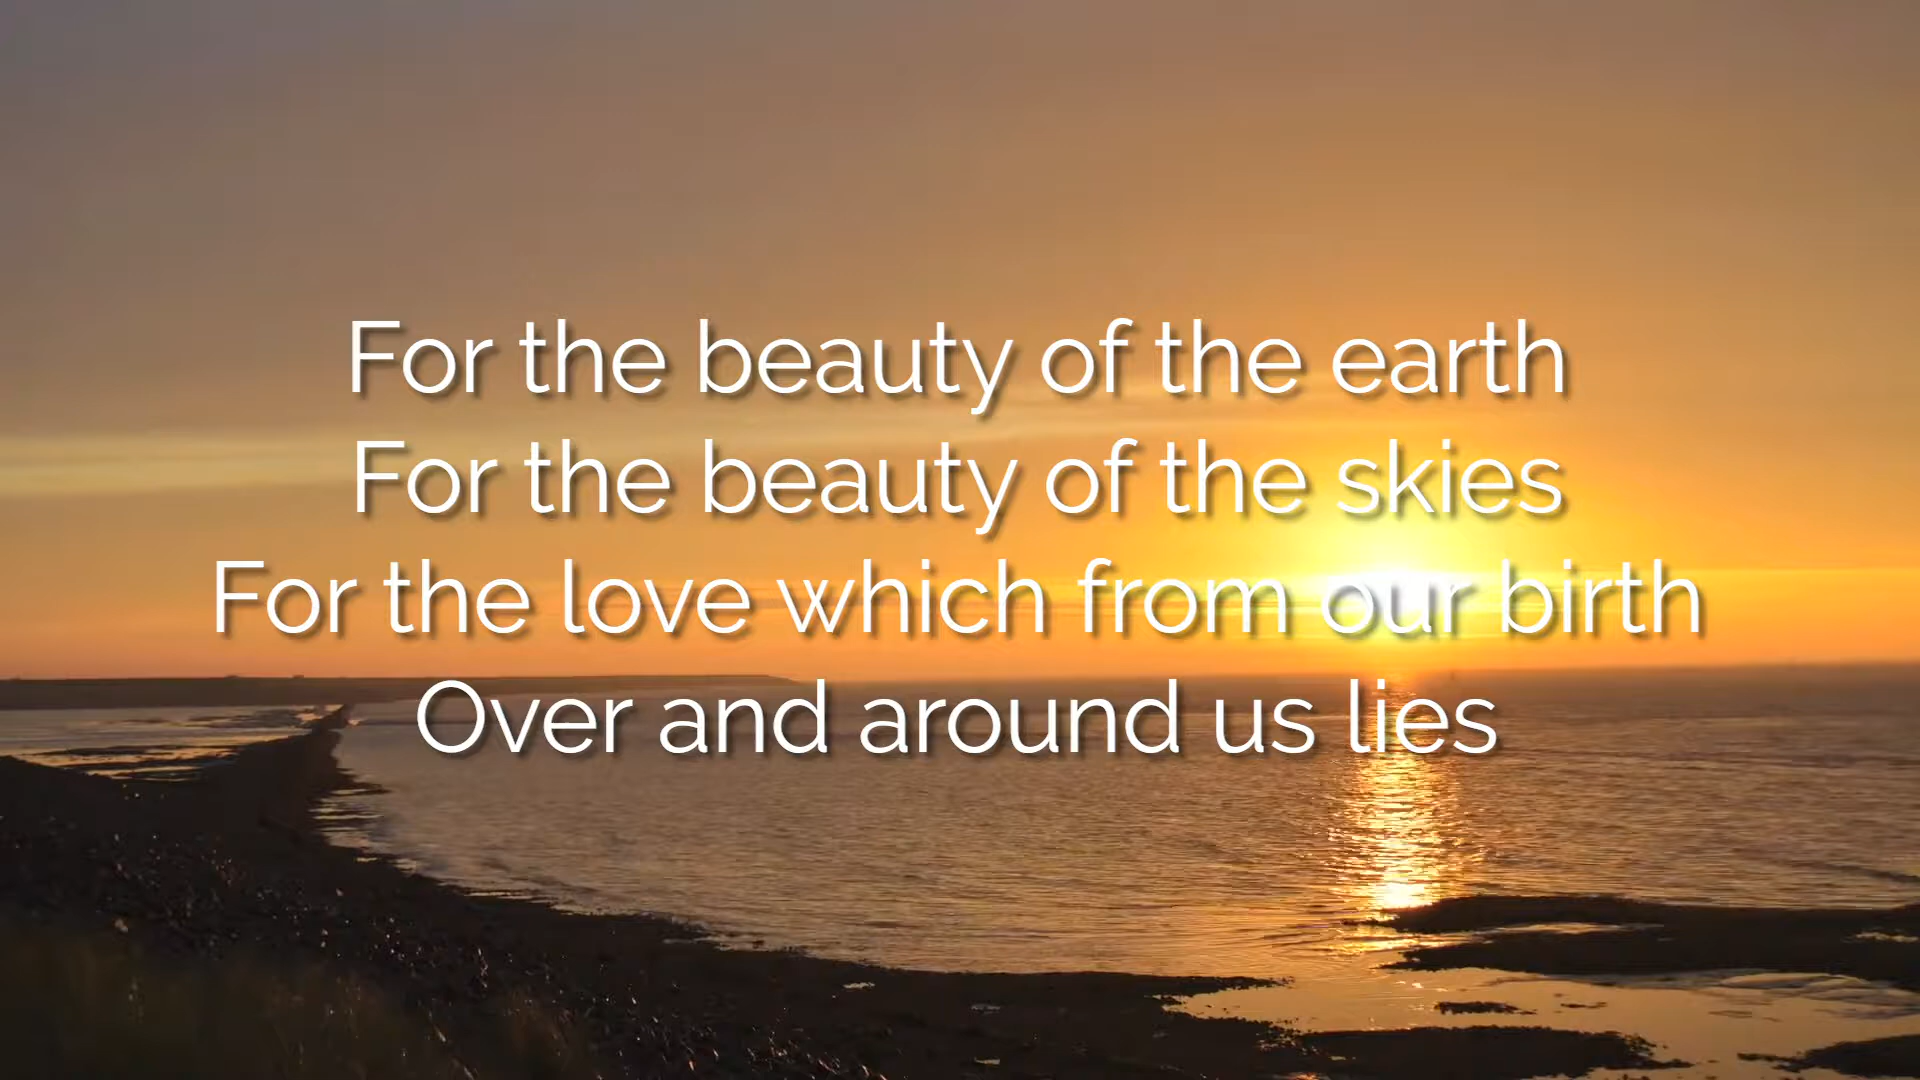 For the beauty of the earth
For the beauty of the skies
For the love which from our birth
Over and around us lies